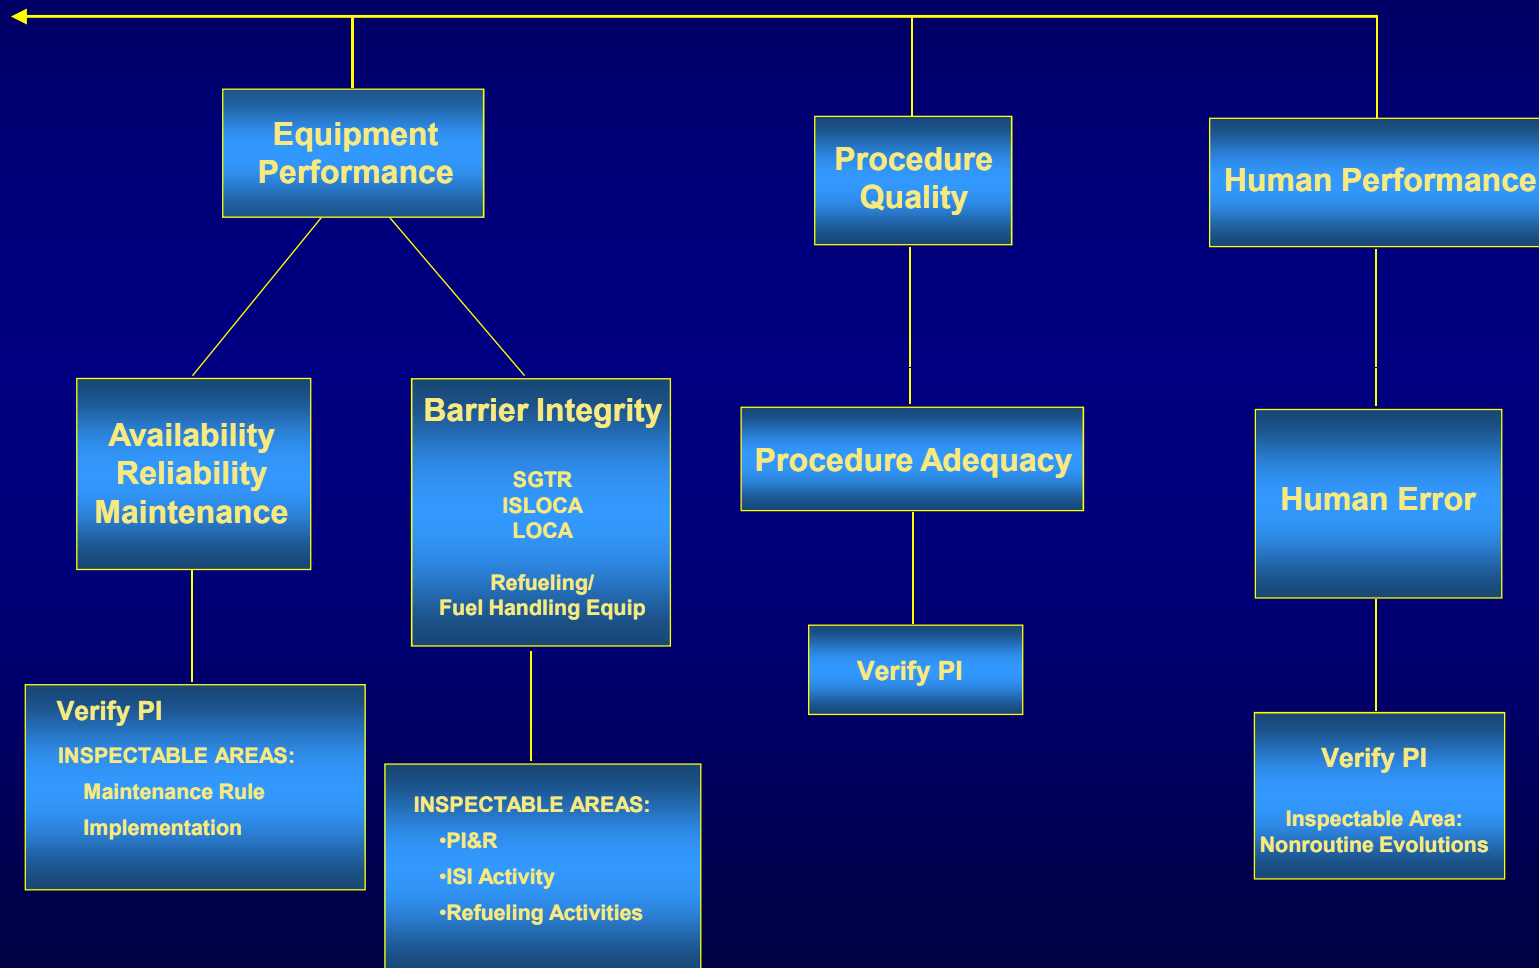 Equipment
Performance
Procedure
Quality
Human Performance
Availability
Reliability
Maintenance
Barrier Integrity
SGTR
ISLOCA
LOCA
Refueling/
Fuel Handling Equip
Procedure Adequacy
Human Error
Verify PI
INSPECTABLE AREAS:
Maintenance Rule
Implementation
INSPECTABLE AREAS:
•PI&R
•ISI Activity
•Refueling Activities
Verify PI
Verify PI
Inspectable Area:
Nonroutine Evolutions